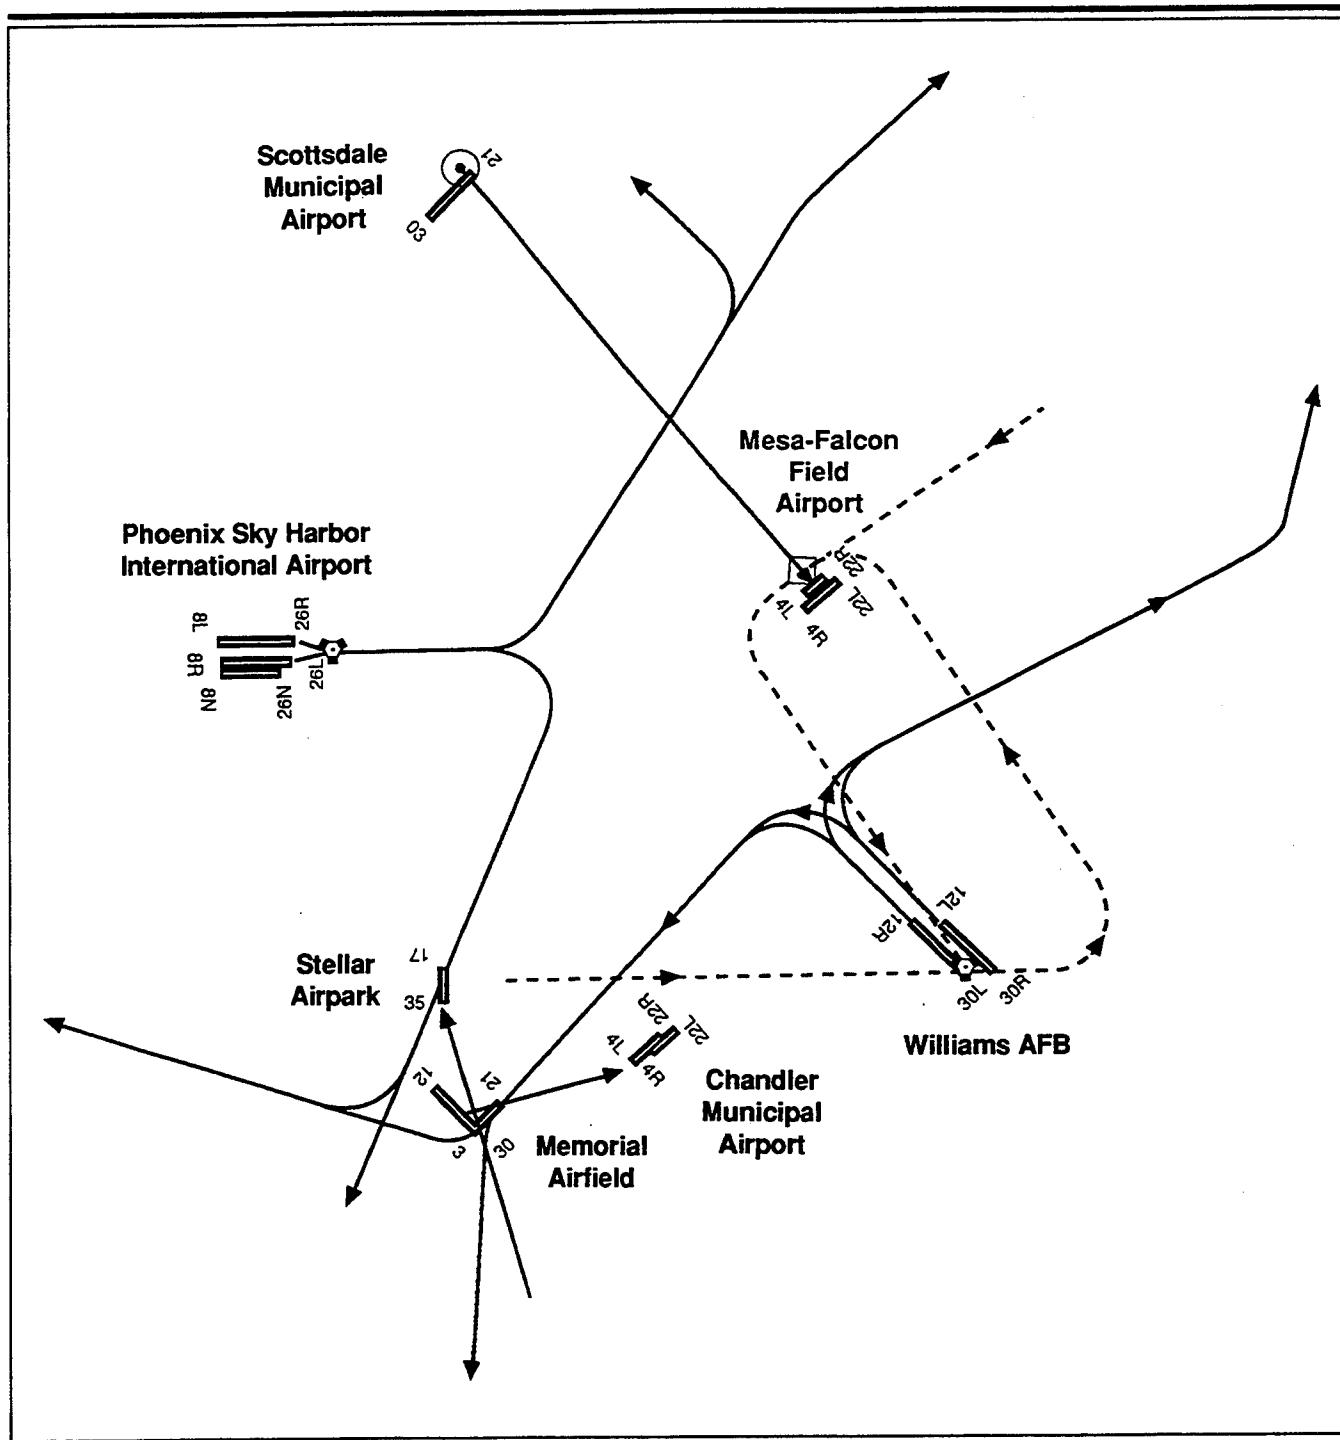 Scottsdale
Municipal
Airport
21
03
Mesa-Falcon
Field
Airport
22R
22L
4L
4R
Phoenix Sky Harbor
International Airport
8L
26R
8R
26L
8N
26N
12L
12R
30L
30R
Williams AFB
Stellar
Airpark
17
35
22R
22L
4L
4R
Chandler
Municipal
Airport
12
21
3
30
Memorial
Airfield